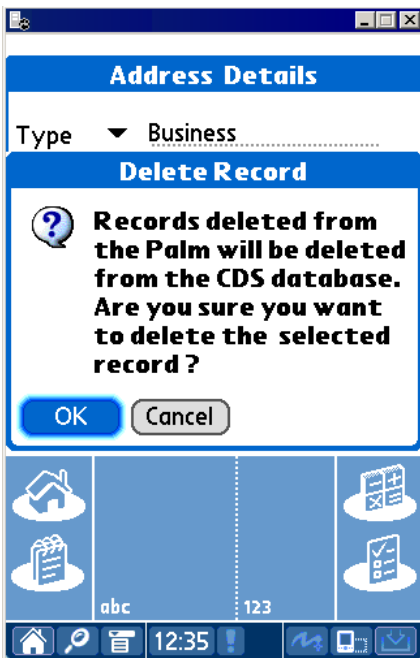 Address Details
Type Business
Delete Record
Records deleted from
the Palm will be deleted
from the CDS database.
Are you sure you want
to delete the selected
record ?
OK Cancel
abc 123
12:35